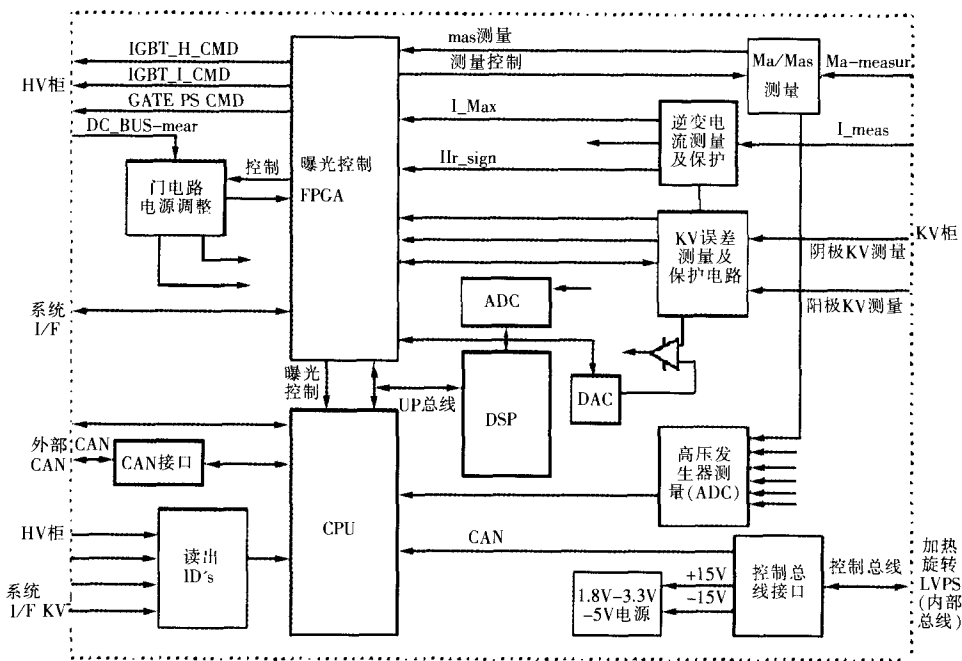 IGBT_H_CMD
HV柜
IGBT_I_CMD
GATE PS CMD
DC_BUS-mear
控制
门电路
电源调整
系统
I/F
曝光控制
FPGA
mas测量
测量控制
I_Max
IIr_sign
Ma/Mas
测量
Ma-measur
逆变电
流测量
及保护
I_meas
KV误差
测量及
保护电路
KV柜
阴极KV测量
阳极KV测量
ADC
曝光
控制
UP总线
DSP
DAC
外部
CAN
CAN
CAN接口
HV柜
系统
I/F KV
读出
ID's
CPU
高压发
生器测
量(ADC)
CAN
+15V
-15V
1.8V-3.3V
-5V电源
控制总
线接口
控制总线
加热
旋转
LVPS
(内部
总线)